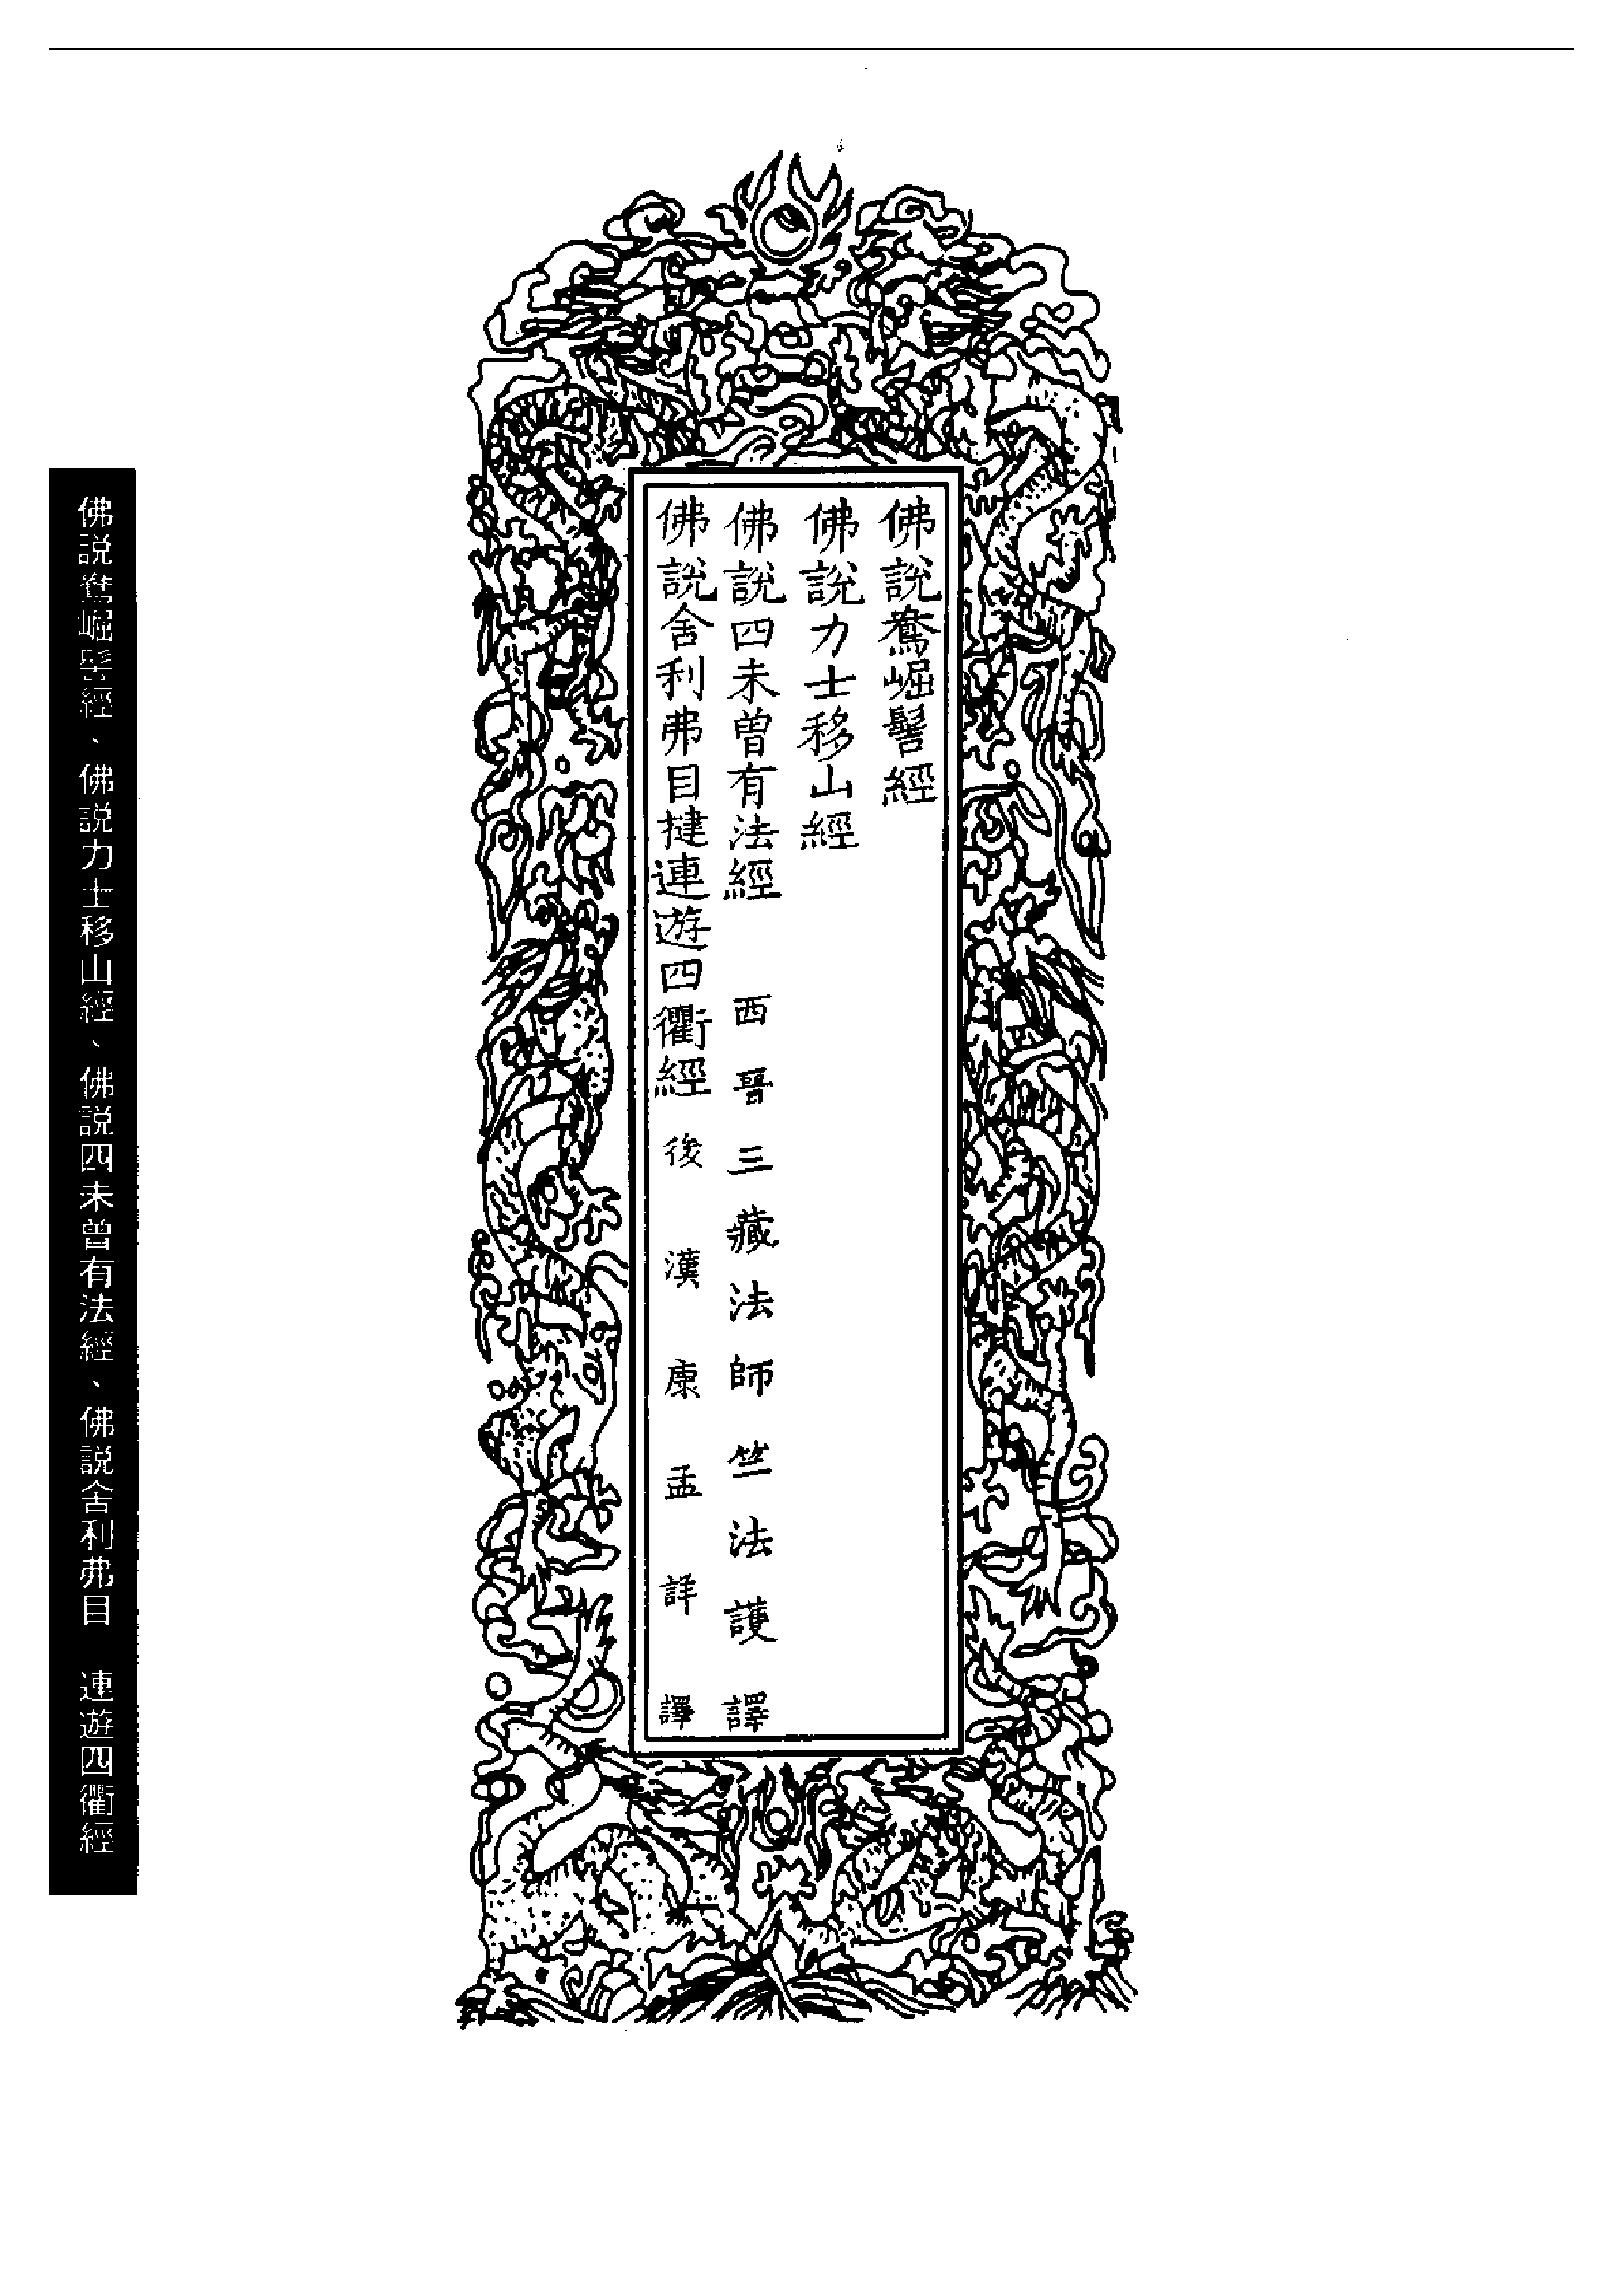 佛說鴦崛髻經
佛說力士移山經
佛說四未曾有法經 西晉三藏法師竺法護譯
佛說舍利弗目揵連遊四衢經 後漢康孟詳譯
佛説鴦崛髻經、佛説力士移山經、佛説四未曾有法經、佛説舍利弗目　連遊四衢經